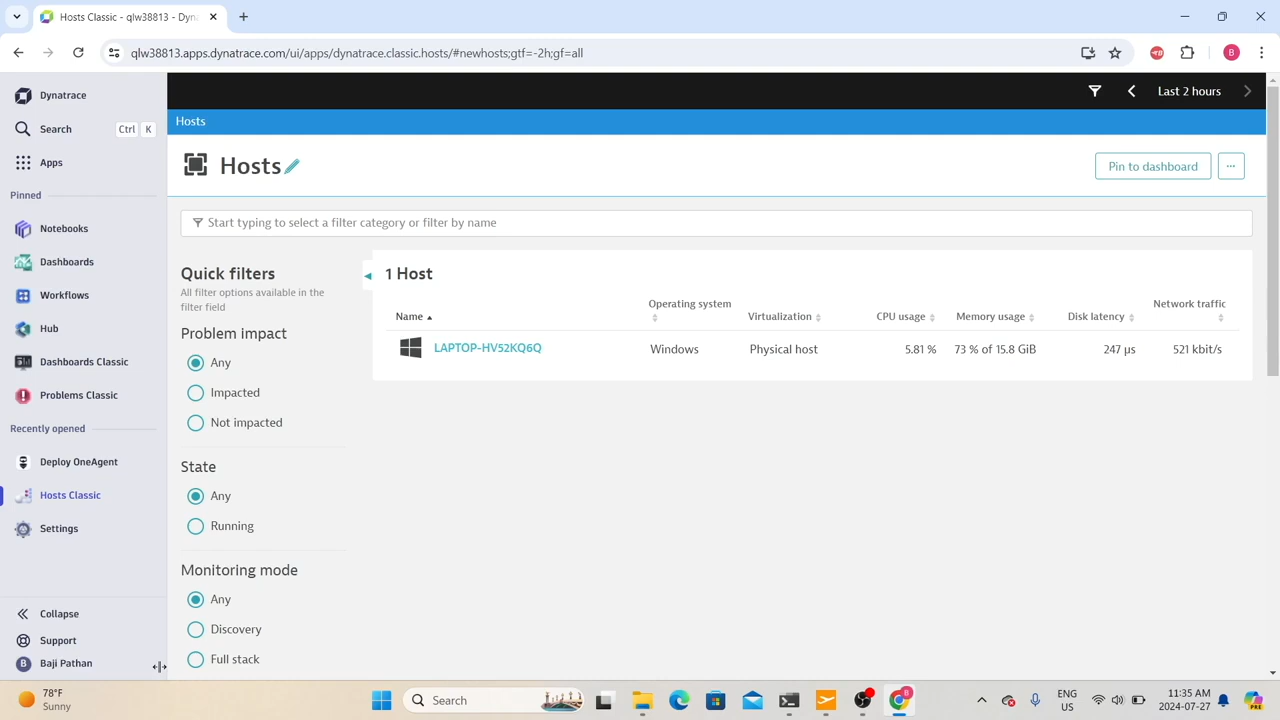 Hosts Classic - qlw38813 - Dyna
qlw38813.apps.dynatrace.com/ui/apps/dynatrace.classic.hosts/#newhosts;gtf=-2h;gf=all
B
Dynatrace
Search
Ctrl K
Apps
Pinned
Notebooks
Dashboards
Workflows
Hub
Dashboards Classic
Problems Classic
Recently opened
Deploy OneAgent
Hosts Classic
Settings
Collapse
Support
B Baji Pathan
Last 2 hours
Hosts
Hosts
Pin to dashboard
...
Start typing to select a filter category or filter by name
Quick filters
All filter options available in the
filter field
Problem impact
Any
Impacted
Not impacted
State
Any
Running
Monitoring mode
Any
Discovery
Full stack
1 Host
Name
Operating system
Virtualization
CPU usage
Memory usage
Disk latency
Network traffic
LAPTOP-HV52KQ6Q
Windows
Physical host
5.81 %
73 % of 15.8 GiB
247 µs
521 kbit/s
78°F
Sunny
Search
B
ENG
US
11:35 AM
2024-07-27
PRE